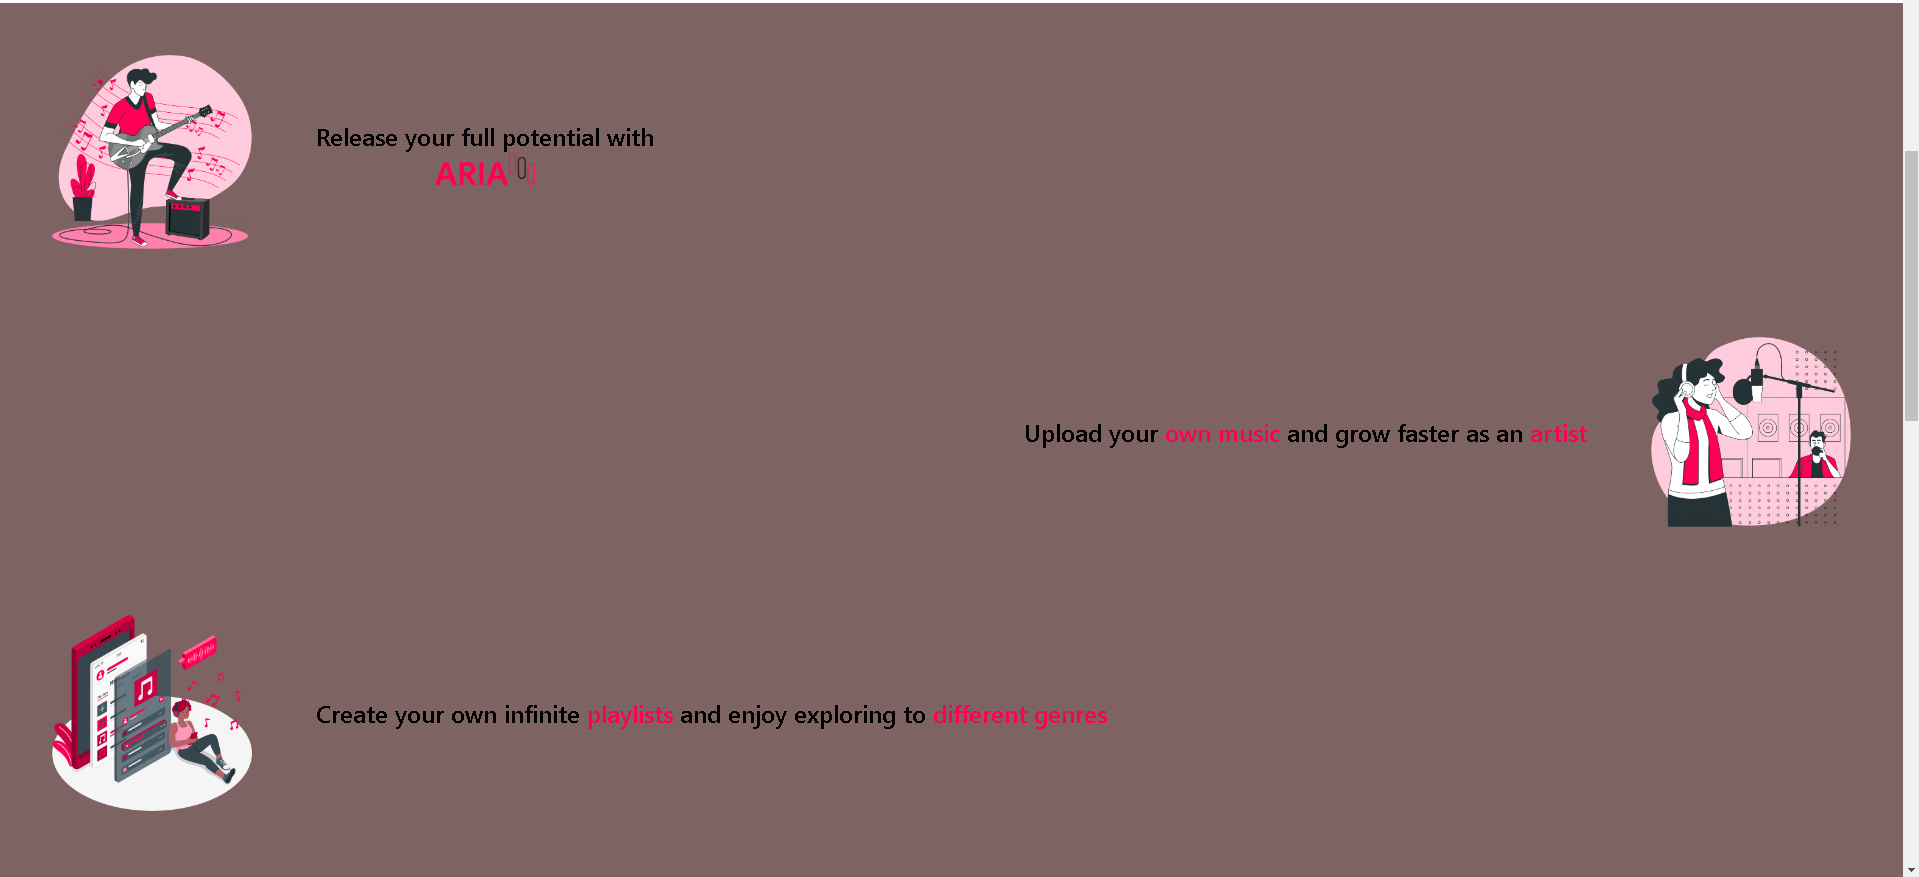 Release your full potential with
ARIA
Upload your own music and grow faster as an artist
Create your own infinite playlists and enjoy exploring to different genres